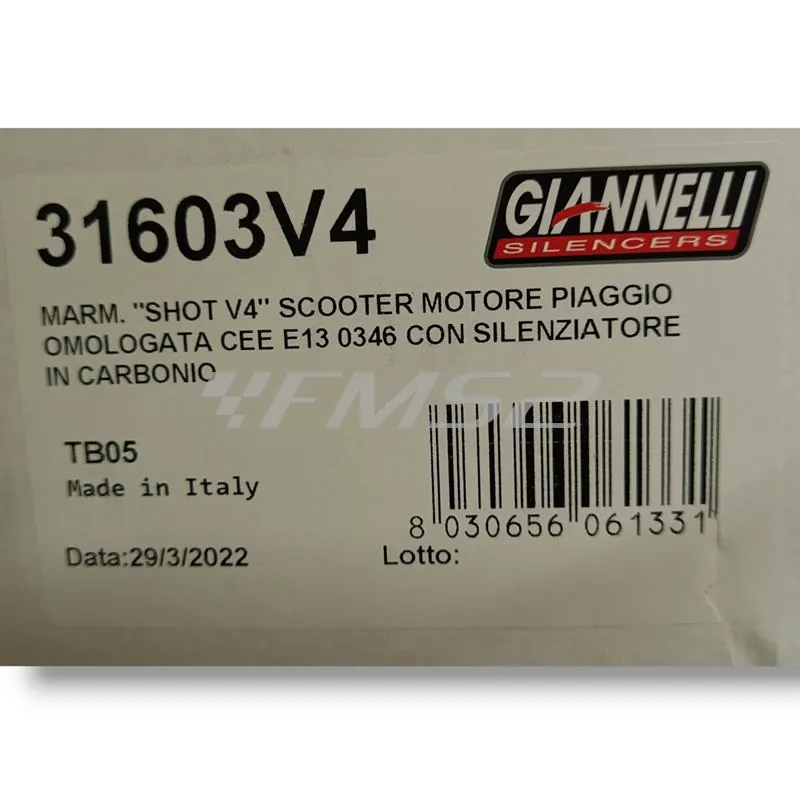 31603V4
GIANNELLI
SILENCERS
MARM. "SHOT V4" SCOOTER MOTORE PIAGGIO
OMOLOGATA CEE E13 0346 CON SILENZIATORE
IN CARBONIO
FMS2
TB05
Made in Italy
8 030656 061331
Data:29/3/2022
Lotto: